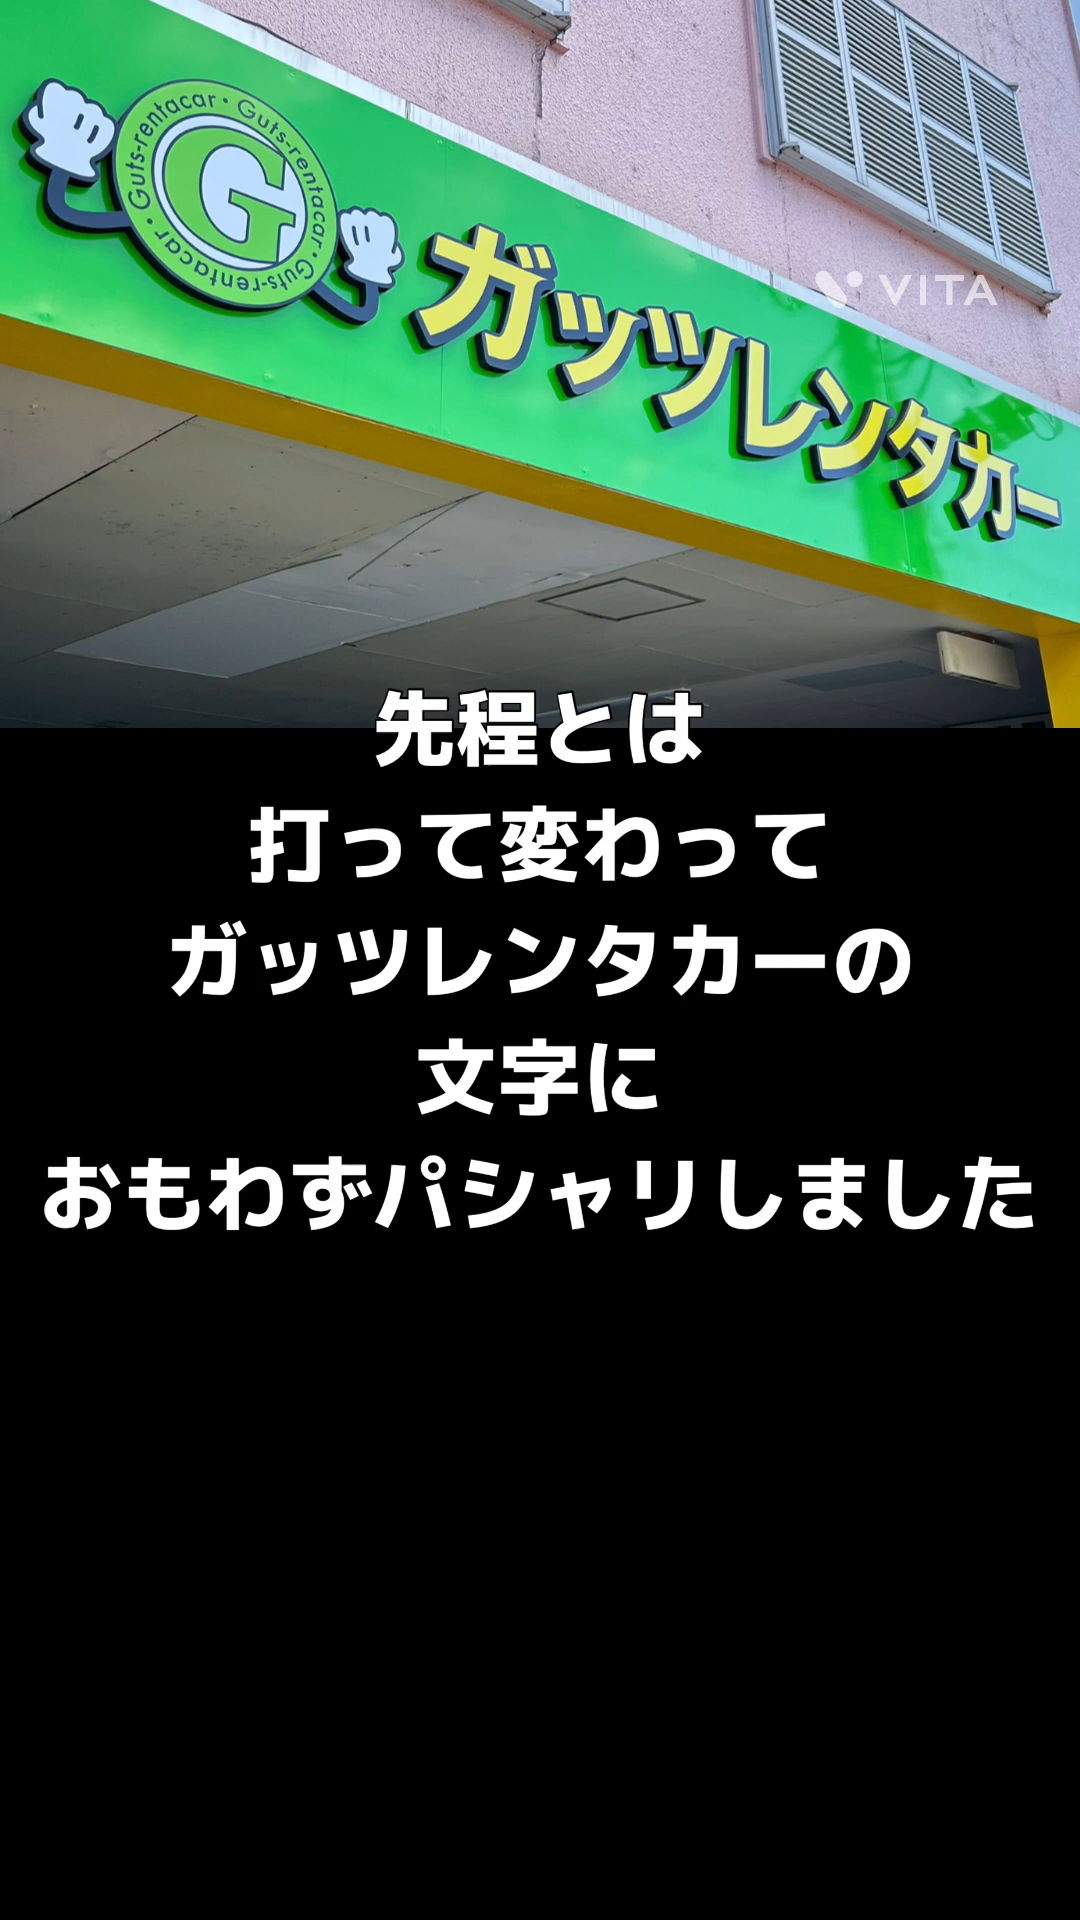 Guts-rentacar・Guts-rentacar・Guts-rentacar・
G
ガッツレンタカー
VITA
先程とは
打って変わって
ガッツレンタカーの
文字に
おもわずパシャリしました